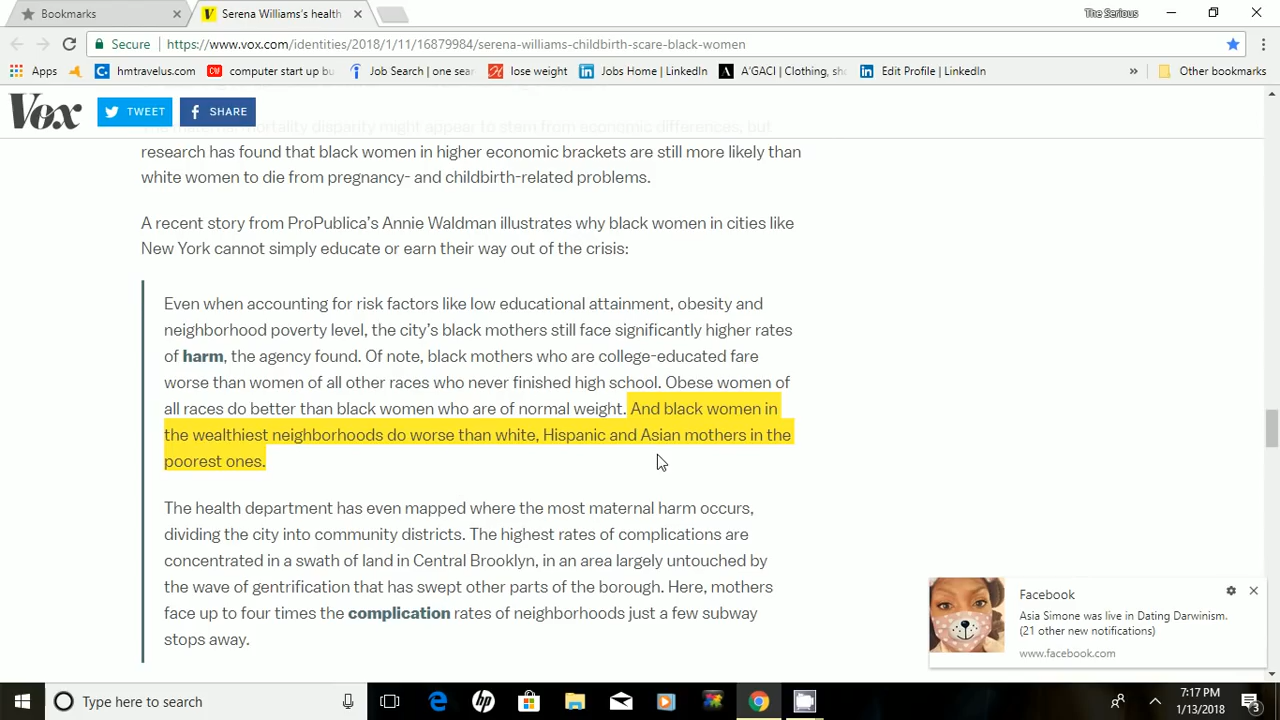 Bookmarks
Serena Williams's health
The Serious
Secure
https://www.vox.com/identities/2018/1/11/16879984/serena-williams-childbirth-scare-black-women
Apps
hmtravelus.com
computer start up bu
Job Search | one sear
lose weight
Jobs Home | LinkedIn
A'GACI | Clothing, sh
Edit Profile | LinkedIn
»
Other bookmarks
Vox
TWEET
SHARE
mortality disparity might appear to stem from economic differences, but
research has found that black women in higher economic brackets are still more likely than
white women to die from pregnancy- and childbirth-related problems.
A recent story from ProPublica's Annie Waldman illustrates why black women in cities like
New York cannot simply educate or earn their way out of the crisis:
Even when accounting for risk factors like low educational attainment, obesity and
neighborhood poverty level, the city's black mothers still face significantly higher rates
of harm, the agency found. Of note, black mothers who are college-educated fare
worse than women of all other races who never finished high school. Obese women of
all races do better than black women who are of normal weight. And black women in
the wealthiest neighborhoods do worse than white, Hispanic and Asian mothers in the
poorest ones.
The health department has even mapped where the most maternal harm occurs,
dividing the city into community districts. The highest rates of complications are
concentrated in a swath of land in Central Brooklyn, in an area largely untouched by
the wave of gentrification that has swept other parts of the borough. Here, mothers
face up to four times the complication rates of neighborhoods just a few subway
stops away.
Facebook
Asia Simone was live in Dating Darwinism.
(21 other new notifications)
www.facebook.com
Type here to search
7:17 PM
1/13/2018
3